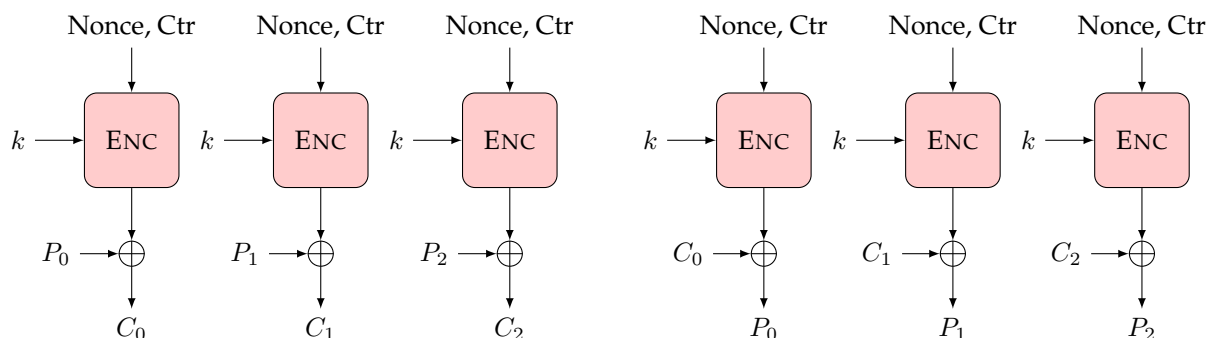 Nonce, Ctr Nonce, Ctr Nonce, Ctr Nonce, Ctr Nonce, Ctr Nonce, Ctr
k ENC k ENC k ENC k ENC k ENC k ENC
P₀ P₁ P₂ C₀ C₁ C₂
C₀ C₁ C₂ P₀ P₁ P₂